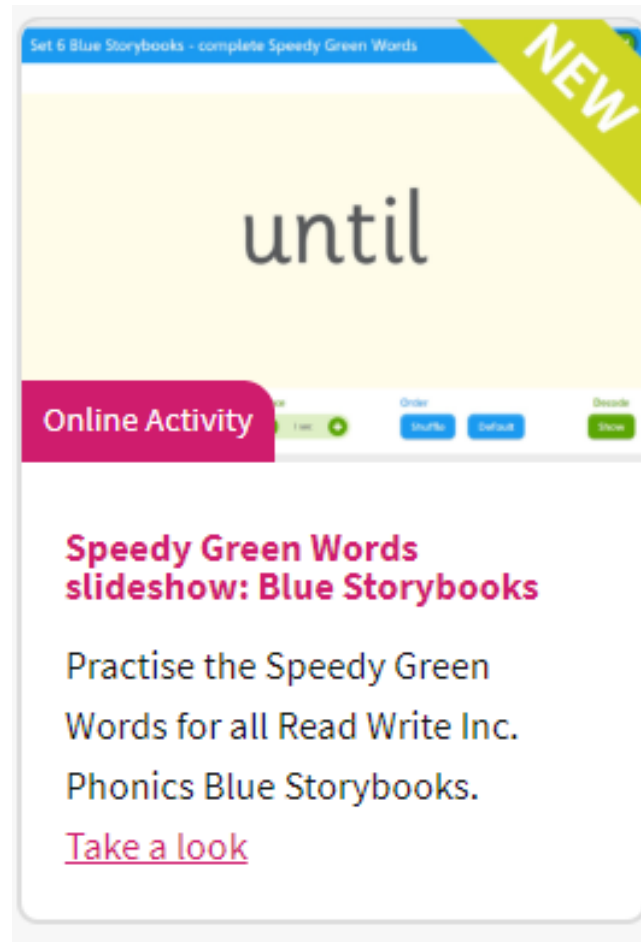 Set 6 Blue Storybooks - complete Speedy Green Words
NEW
until
Order
Decode
1 sec
Shuffle
Default
Show
Online Activity
Speedy Green Words
slideshow: Blue Storybooks
Practise the Speedy Green
Words for all Read Write Inc.
Phonics Blue Storybooks.
Take a look